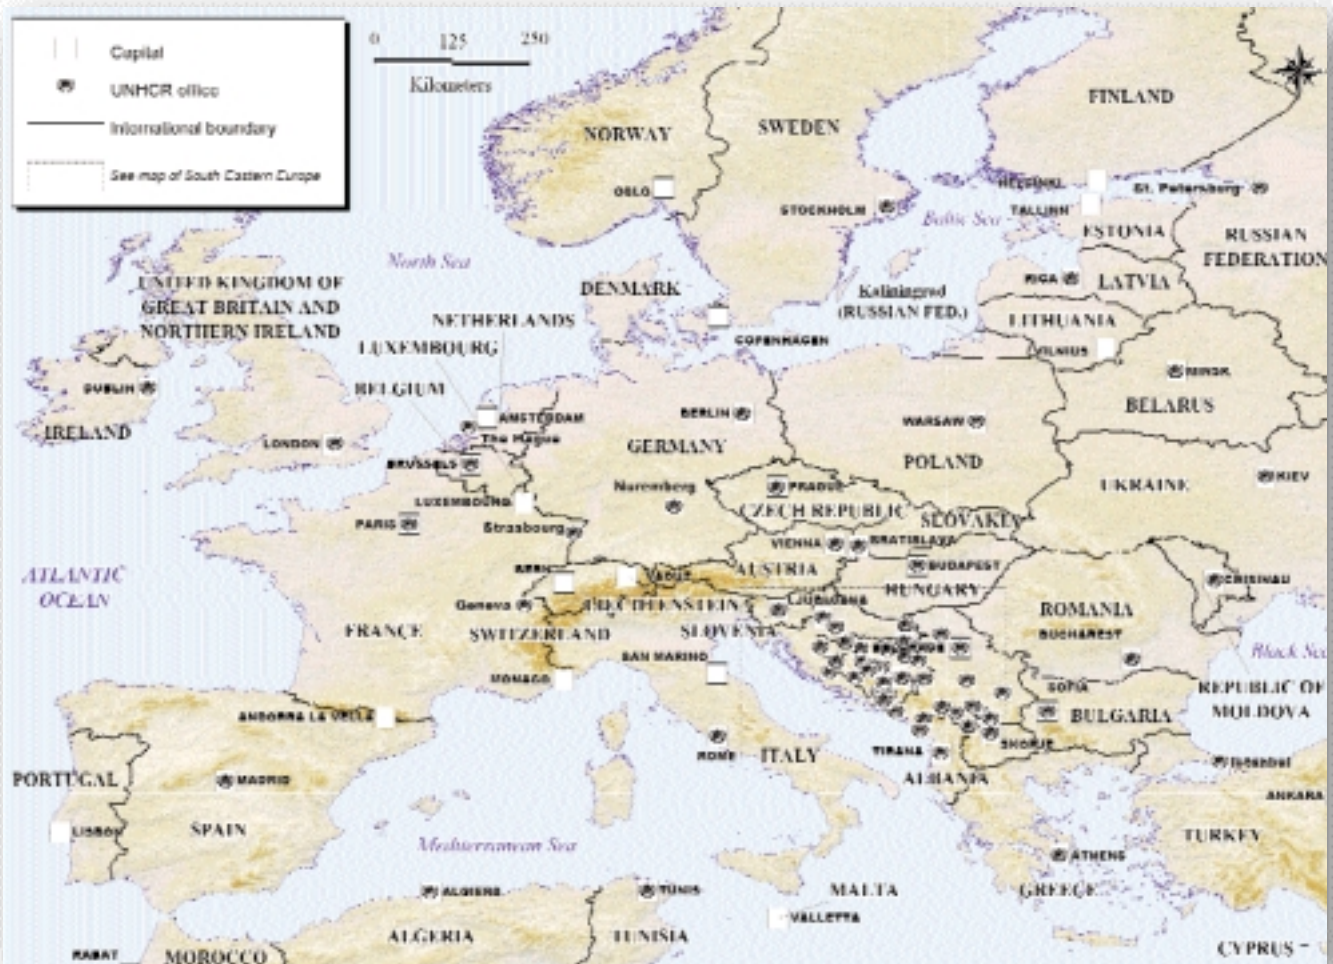 Capital
UNHCR office
International boundary
See map of South Eastern Europe
0 125 250
Kilometers
NORWAY
SWEDEN
FINLAND
OSLO
STOCKHOLM
HELSINKI
TALLINN
St. Petersburg
Baltic Sea
ESTONIA
RUSSIAN
FEDERATION
North Sea
UNITED KINGDOM OF
GREAT BRITAIN AND
NORTHERN IRELAND
DENMARK
COPENHAGEN
RIGA
LATVIA
Kaliningrad
(RUSSIAN FED.)
LITHUANIA
VILNIUS
MINSK
BELARUS
NETHERLANDS
LUXEMBOURG
BELGIUM
DUBLIN
IRELAND
LONDON
AMSTERDAM
The Hague
BRUSSELS
BERLIN
GERMANY
WARSAW
POLAND
UKRAINE
KIEV
LUXEMBOURG
PARIS
Strasbourg
Nuremberg
PRAGUE
CZECH REPUBLIC
SLOVAKIA
VIENNA
BRATISLAVA
AUSTRIA
BUDAPEST
HUNGARY
BERN
Geneva
LIECHTENSTEIN
LJUBLJANA
SWITZERLAND
SLOVENIA
FRANCE
ATLANTIC
OCEAN
ROMANIA
BUCHAREST
CHISINAU
Black Sea
REPUBLIC OF
MOLDOVA
SAN MARINO
MONACO
SOFIA
BULGARIA
ANDORRA LA VELLA
ROME
ITALY
TIRANA
ALBANIA
SKOPJE
Istanbul
ANKARA
TURKEY
PORTUGAL
MADRID
LISBON
SPAIN
Mediterranean Sea
ATHENS
GREECE
ALGIERS
TUNIS
MALTA
VALLETTA
ALGERIA
TUNISIA
RABAT
MOROCCO
CYPRUS